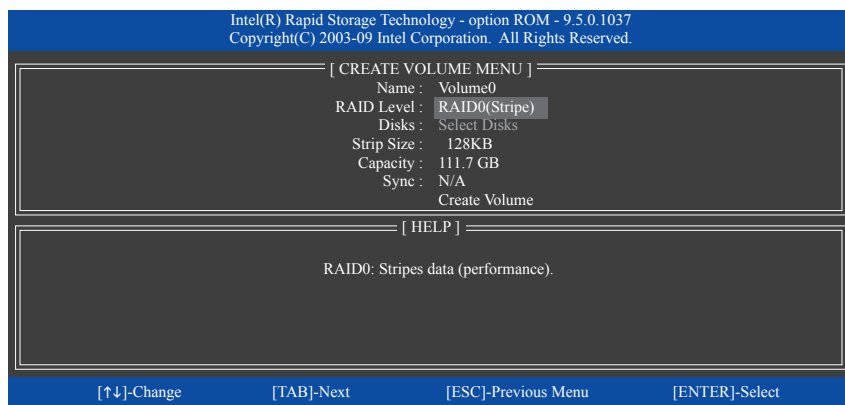 Intel(R) Rapid Storage Technology - option ROM - 9.5.0.1037
Copyright(C) 2003-09 Intel Corporation. All Rights Reserved.
[ CREATE VOLUME MENU ]
Name : Volume0
RAID Level : RAID0(Stripe)
Disks : Select Disks
Strip Size : 128KB
Capacity : 111.7 GB
Sync : N/A
Create Volume
[ HELP ]
RAID0: Stripes data (performance).
[↑↓]-Change [TAB]-Next [ESC]-Previous Menu [ENTER]-Select